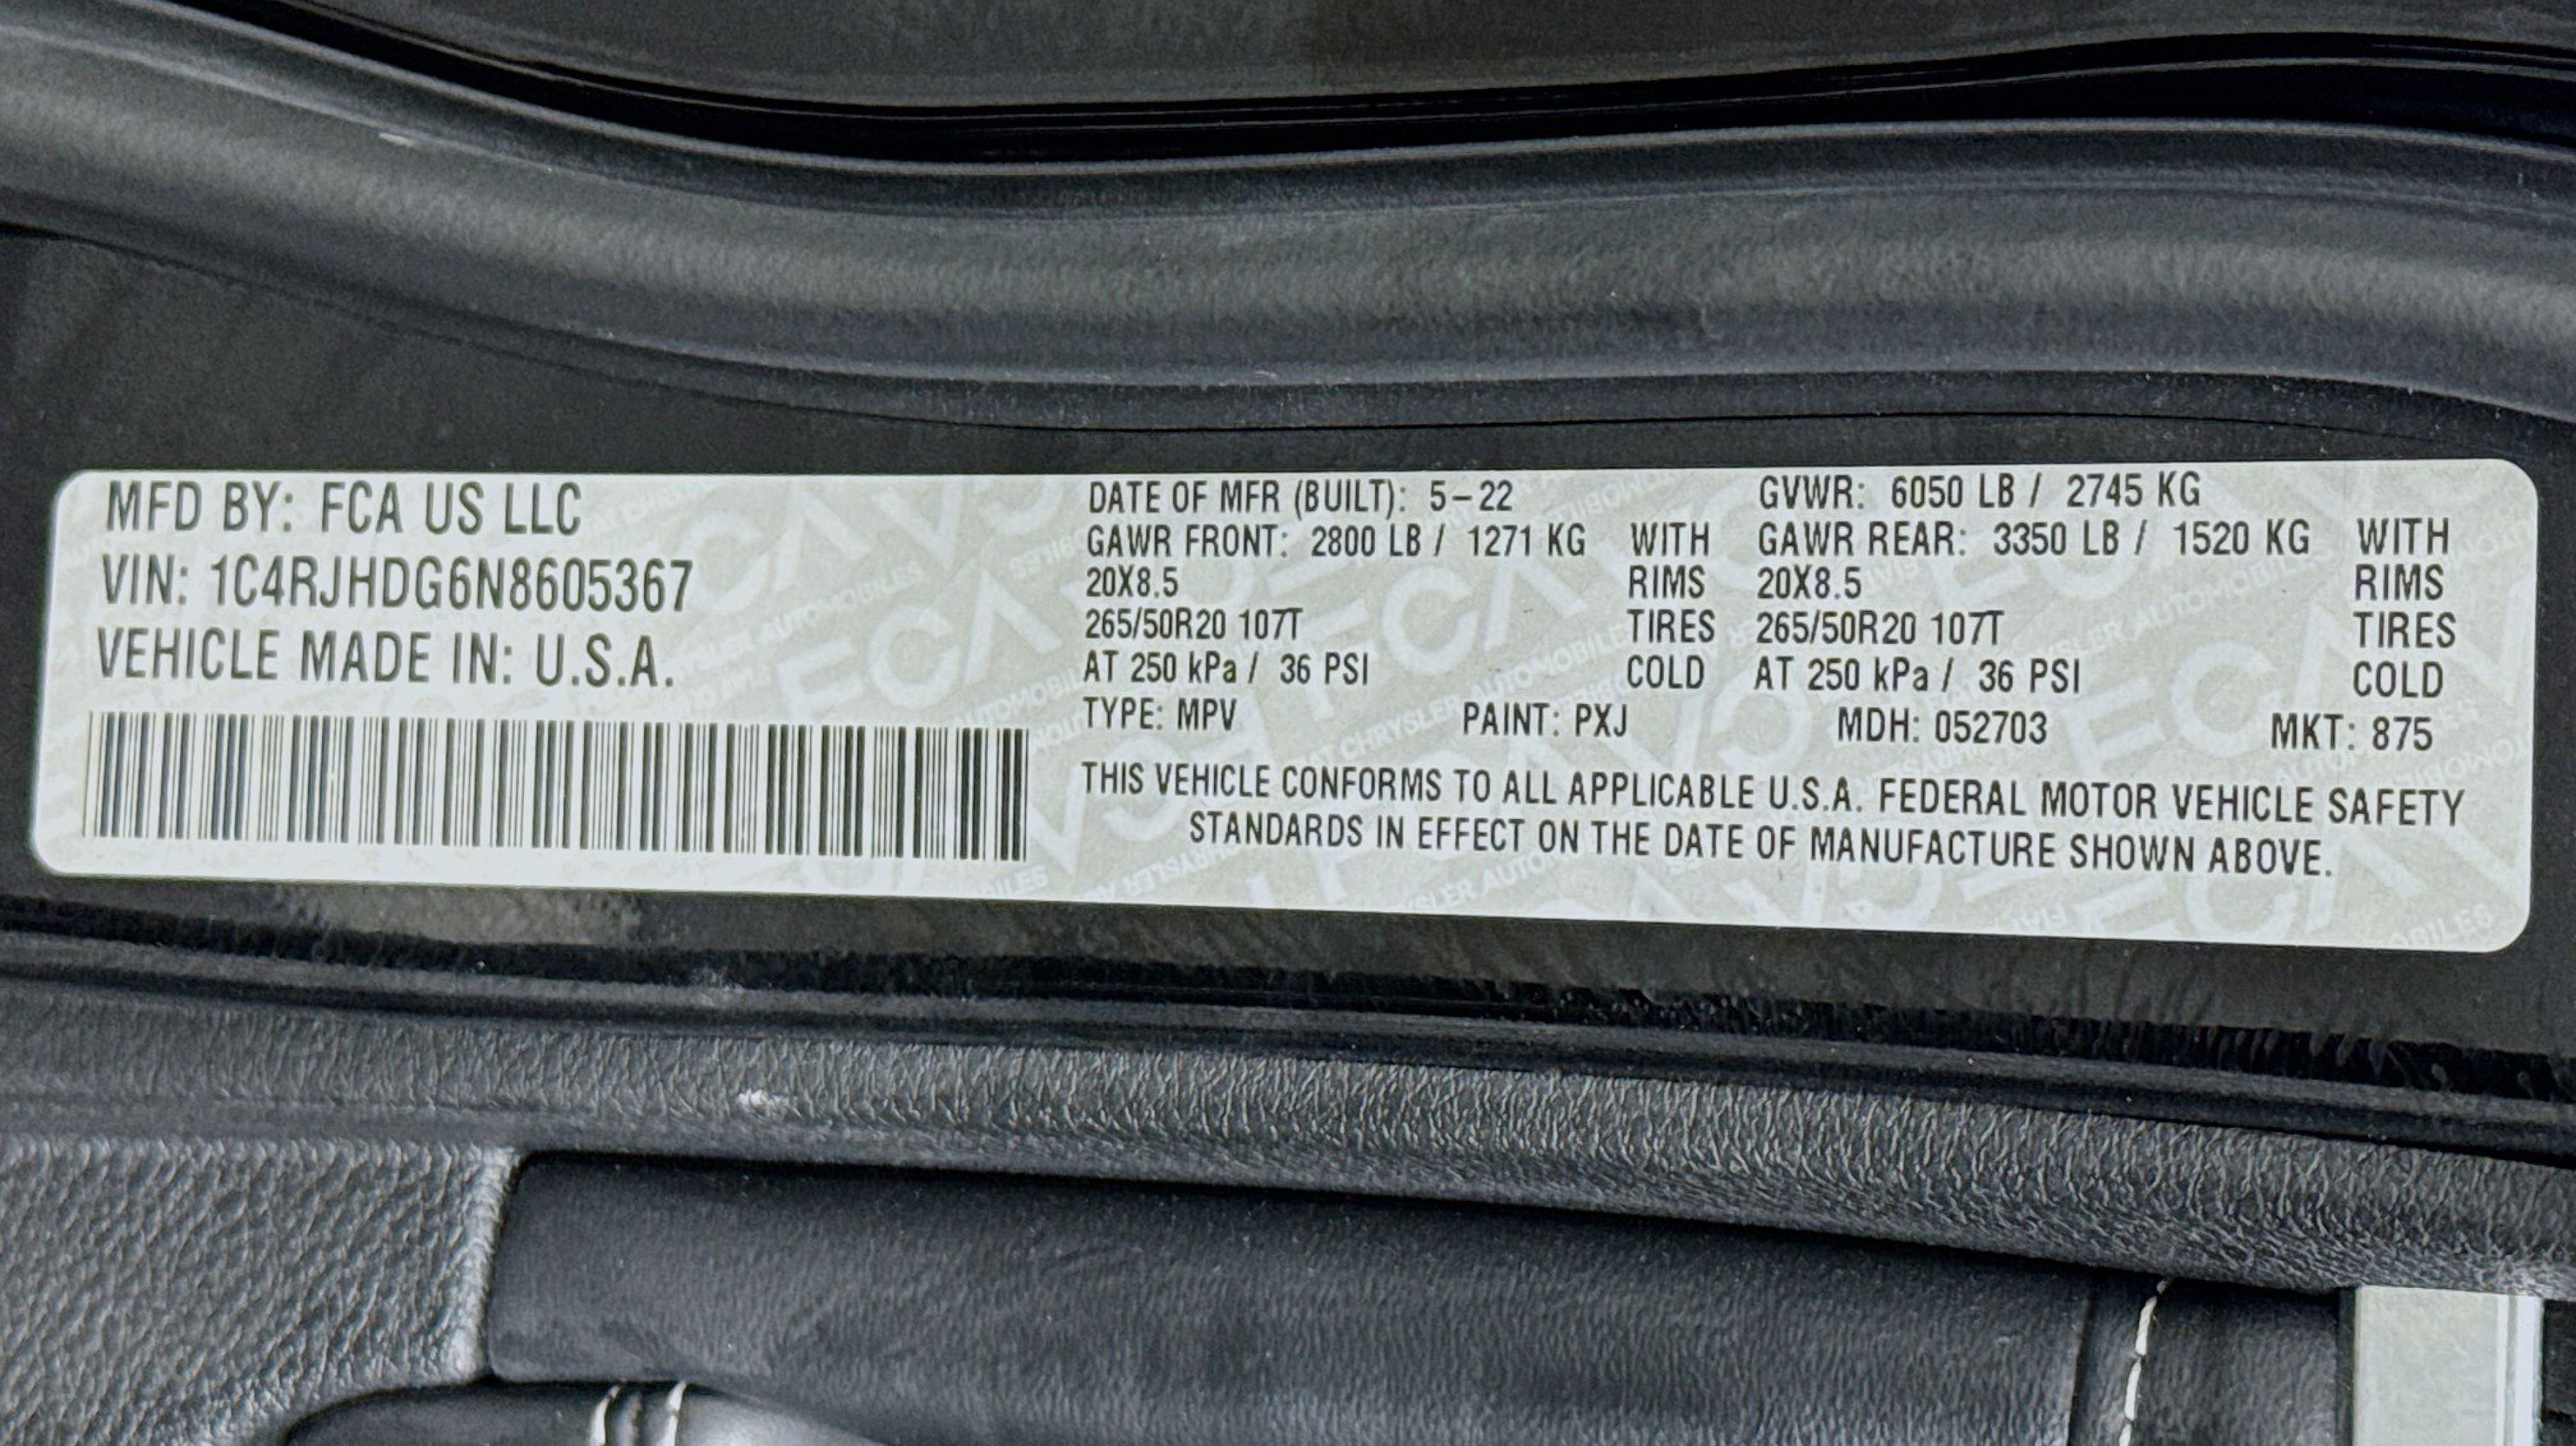 MFD BY: FCA US LLC
VIN: 1C4RJHDG6N8605367
VEHICLE MADE IN: U.S.A.
DATE OF MFR (BUILT): 5-22
GVWR: 6050 LB / 2745 KG
GAWR FRONT: 2800 LB / 1271 KG WITH
20X8.5 RIMS
265/50R20 107T TIRES
AT 250 kPa / 36 PSI COLD
GAWR REAR: 3350 LB / 1520 KG WITH
20X8.5 RIMS
265/50R20 107T TIRES
AT 250 kPa / 36 PSI COLD
TYPE: MPV PAINT: PXJ MDH: 052703 MKT: 875
THIS VEHICLE CONFORMS TO ALL APPLICABLE U.S.A. FEDERAL MOTOR VEHICLE SAFETY
STANDARDS IN EFFECT ON THE DATE OF MANUFACTURE SHOWN ABOVE.